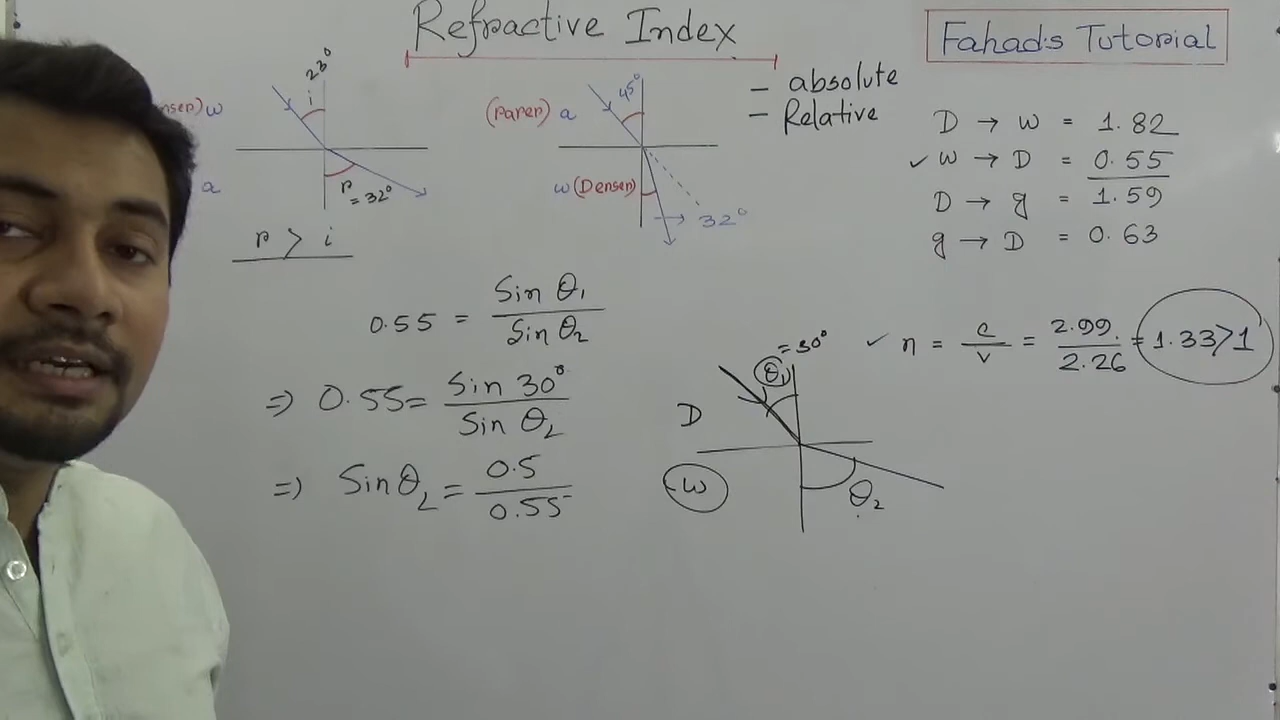 Refractive Index
Fahad's Tutorial
- absolute
- Relative
23°
i
w
a
r
= 32°
r > i
(Rarer) a
45°
w (Denser)
32°
D → w = 1.82
✓ w → D = 0.55
D → g = 1.59
g → D = 0.63
0.55 = Sin θ₁ / Sin θ₂
⇒ 0.55 = Sin 30° / Sin θ₂
⇒ Sin θ₂ = 0.5 / 0.55
= 30°
θ₁
D
w
θ₂
✓ n = c / v = 2.99 / 2.26 = 1.33 > 1